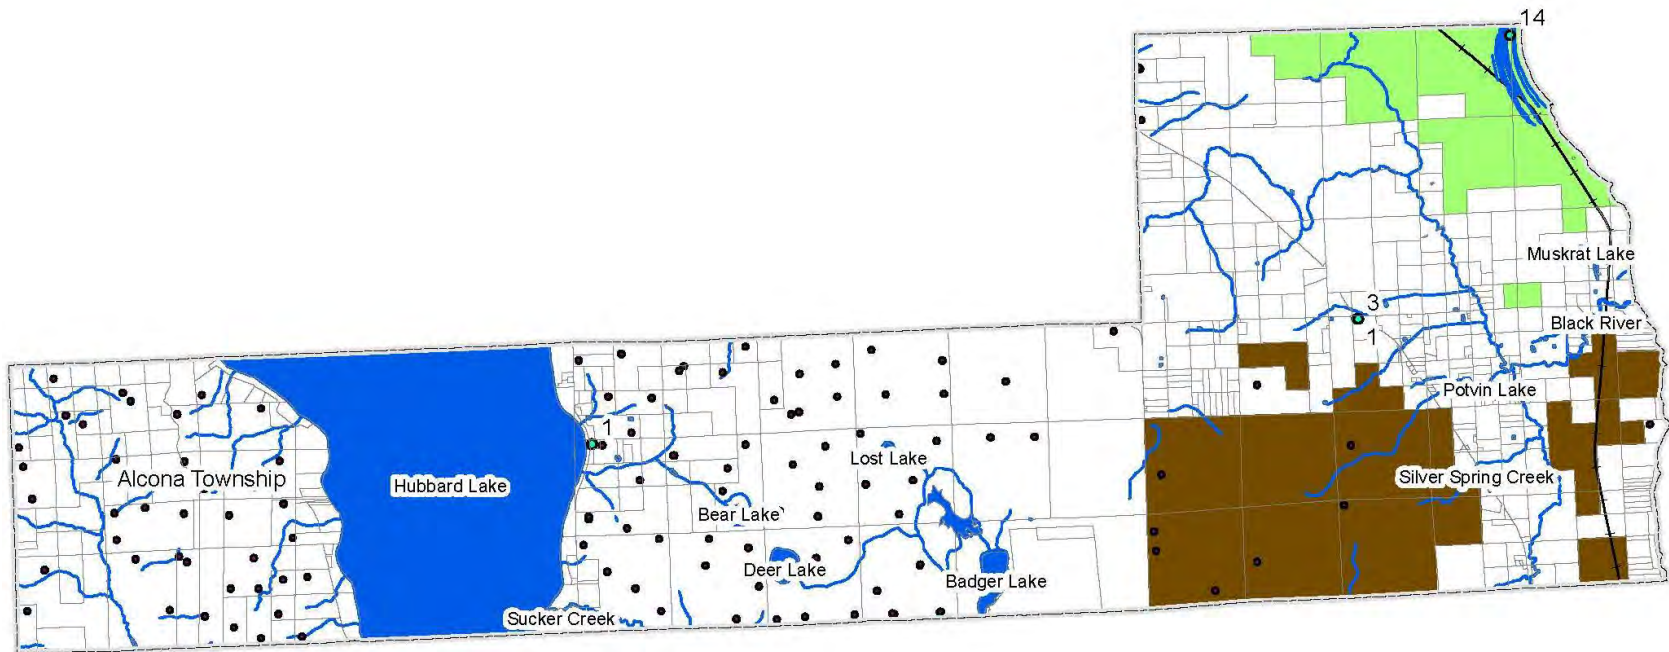 14
Muskrat Lake
3
1
Black River
Potvin Lake
1
Lost Lake
Alcona Township
Hubbard Lake
Silver Spring Creek
Bear Lake
Deer Lake
Badger Lake
Sucker Creek